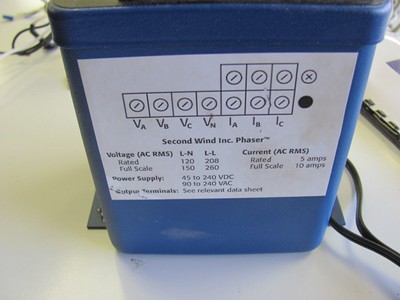 VA VB VC VN IA IB IC
Second Wind Inc. Phaser™
Voltage (AC RMS) L-N L-L Current (AC RMS)
Rated 120 208 Rated 5 amps
Full Scale 150 260 Full Scale 10 amps
Power Supply: 45 to 240 VDC
90 to 240 VAC
Output Terminals: See relevant data sheet